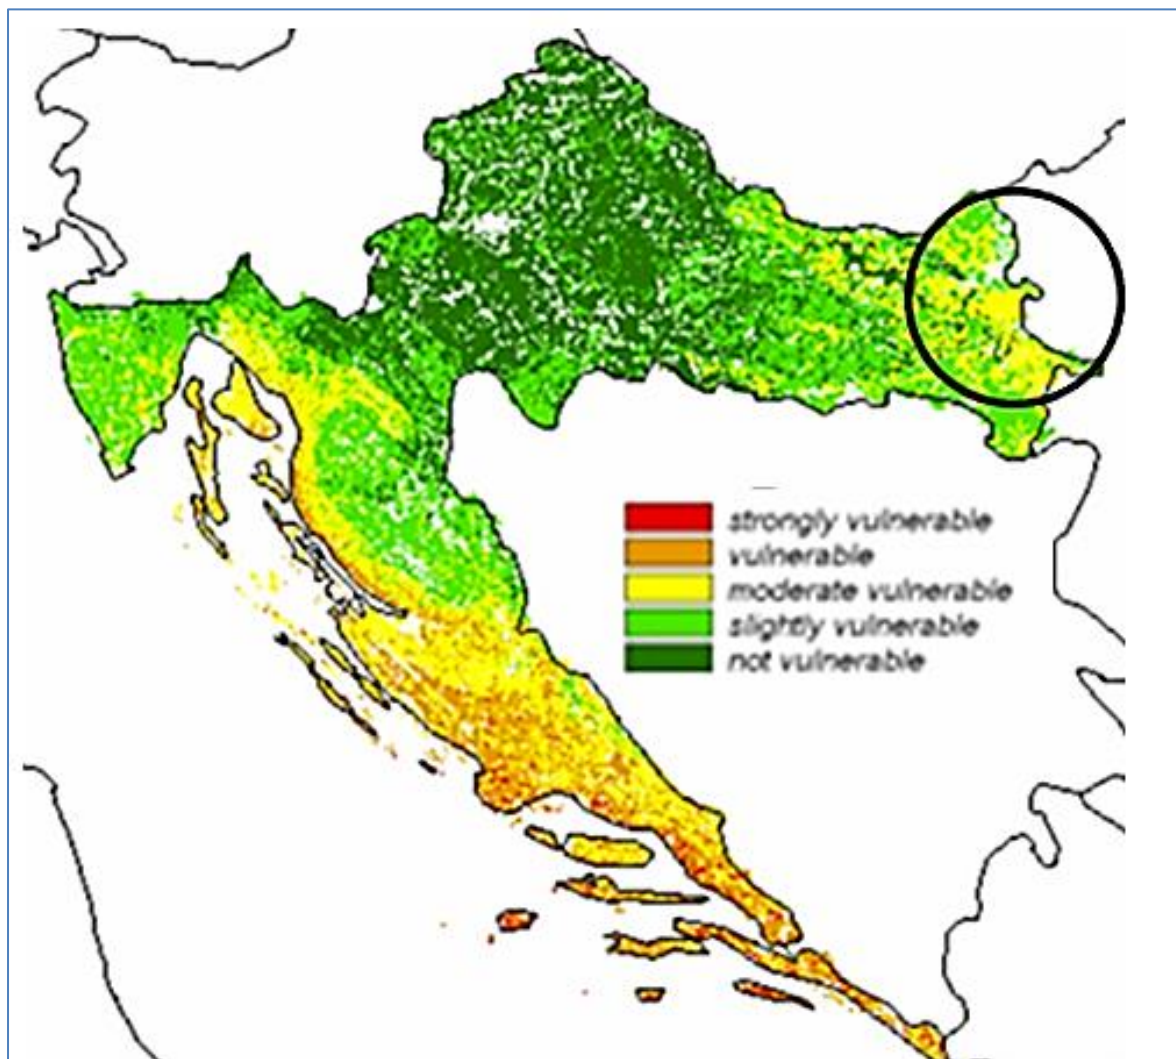 strongly vulnerable
vulnerable
moderate vulnerable
slightly vulnerable
not vulnerable